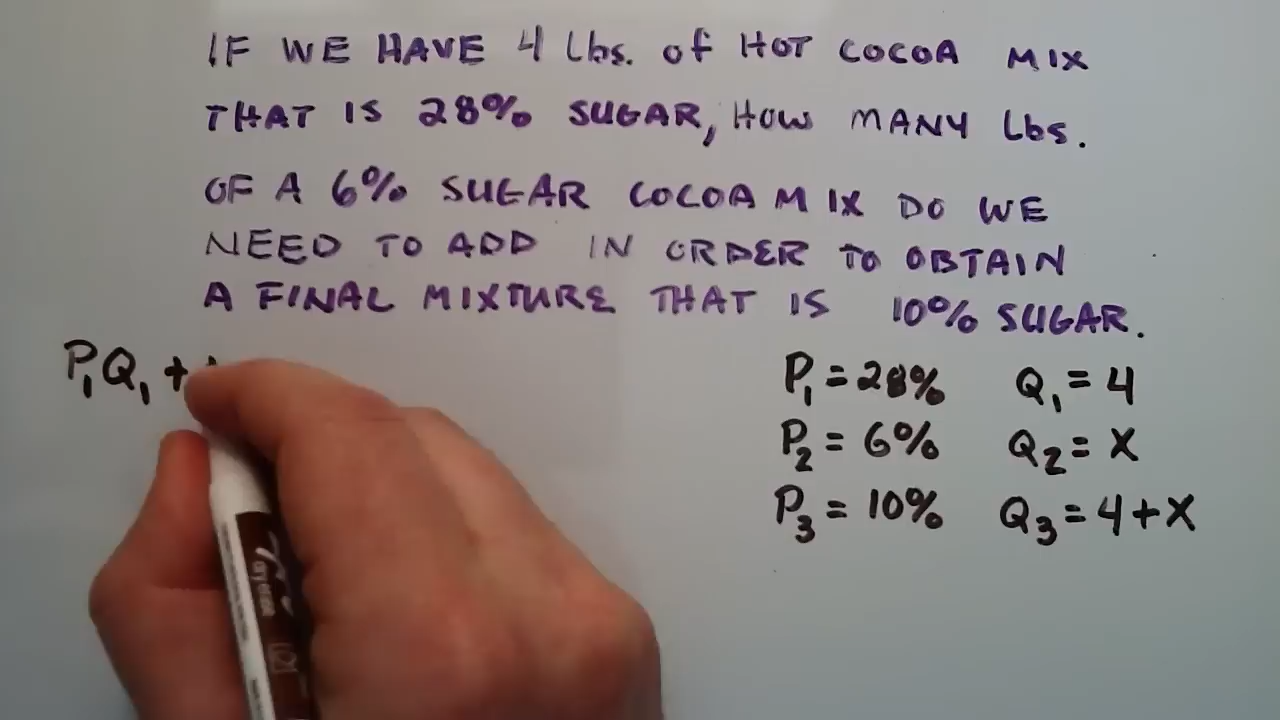 IF WE HAVE 4 Lbs. of HOT COCOA MIX
THAT IS 28% SUGAR, HOW MANY Lbs.
OF A 6% SUGAR COCOA MIX DO WE
NEED TO ADD IN ORDER TO OBTAIN
A FINAL MIXTURE THAT IS 10% SUGAR.
P₁Q₁ +
P₁ = 28% Q₁ = 4
P₂ = 6% Q₂ = X
P₃ = 10% Q₃ = 4 + X